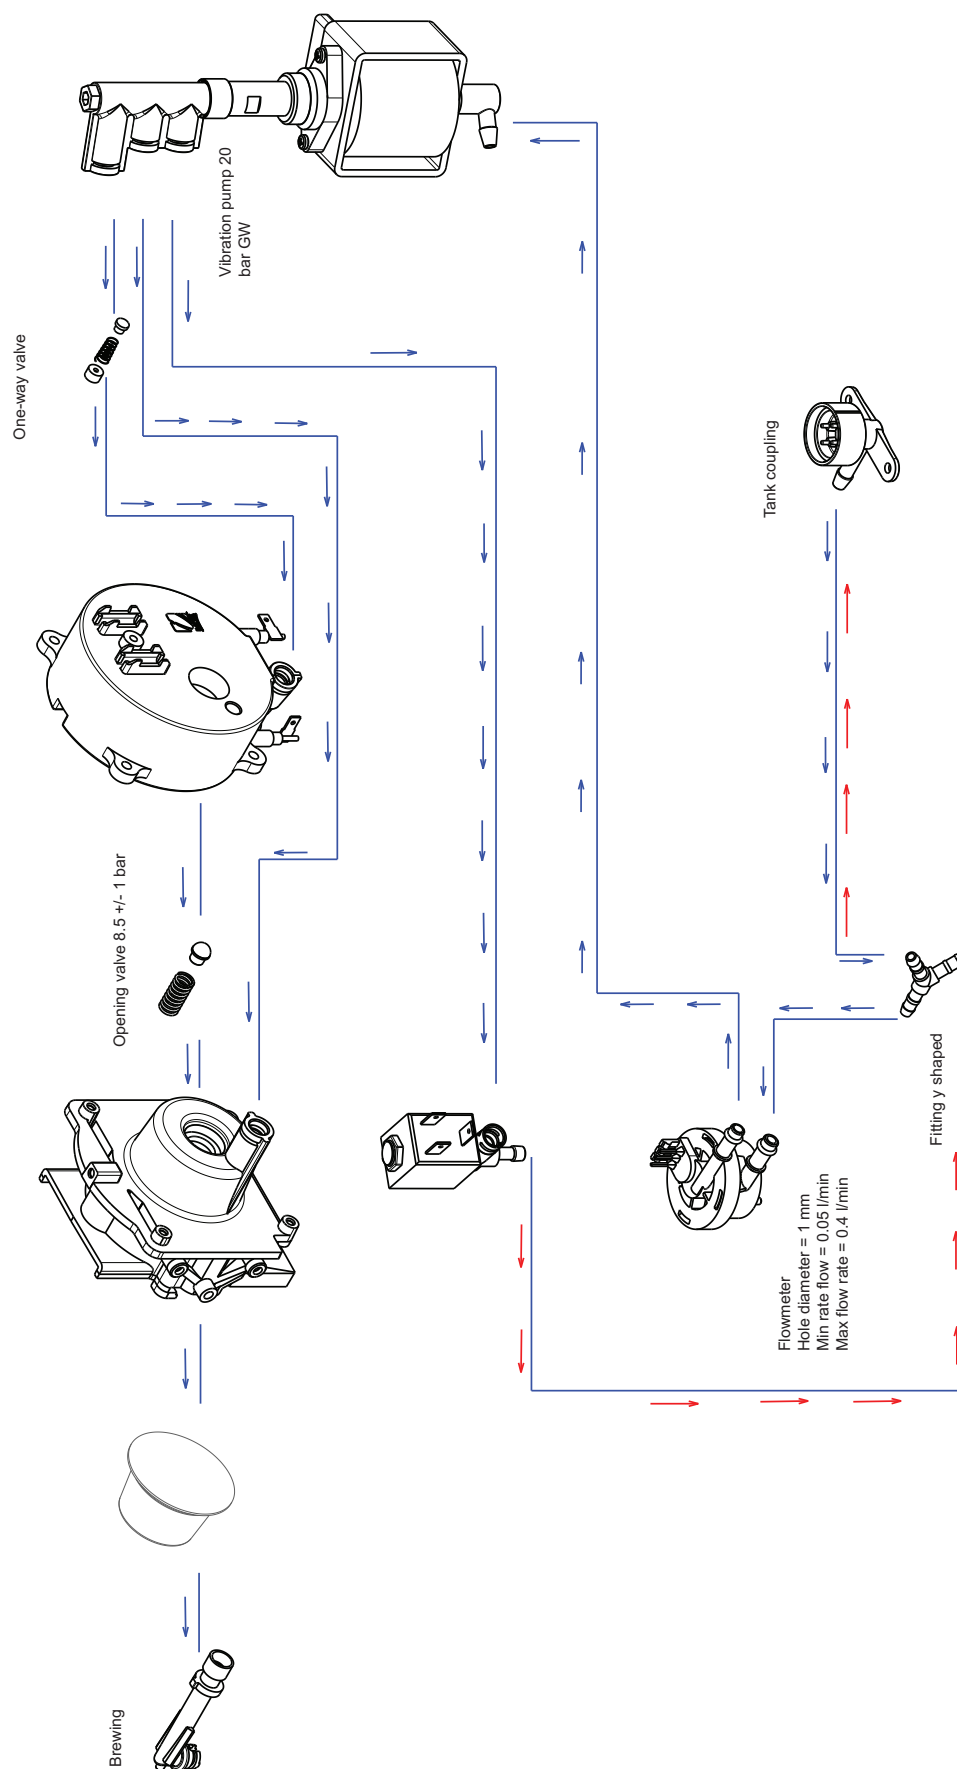 One-way valve
Vibration pump 20
bar GW
Tank coupling
Opening valve 8.5 +/- 1 bar
Fitting y shaped
Flowmeter
Hole diameter = 1 mm
Min rate flow = 0.05 l/min
Max flow rate = 0.4 l/min
Brewing